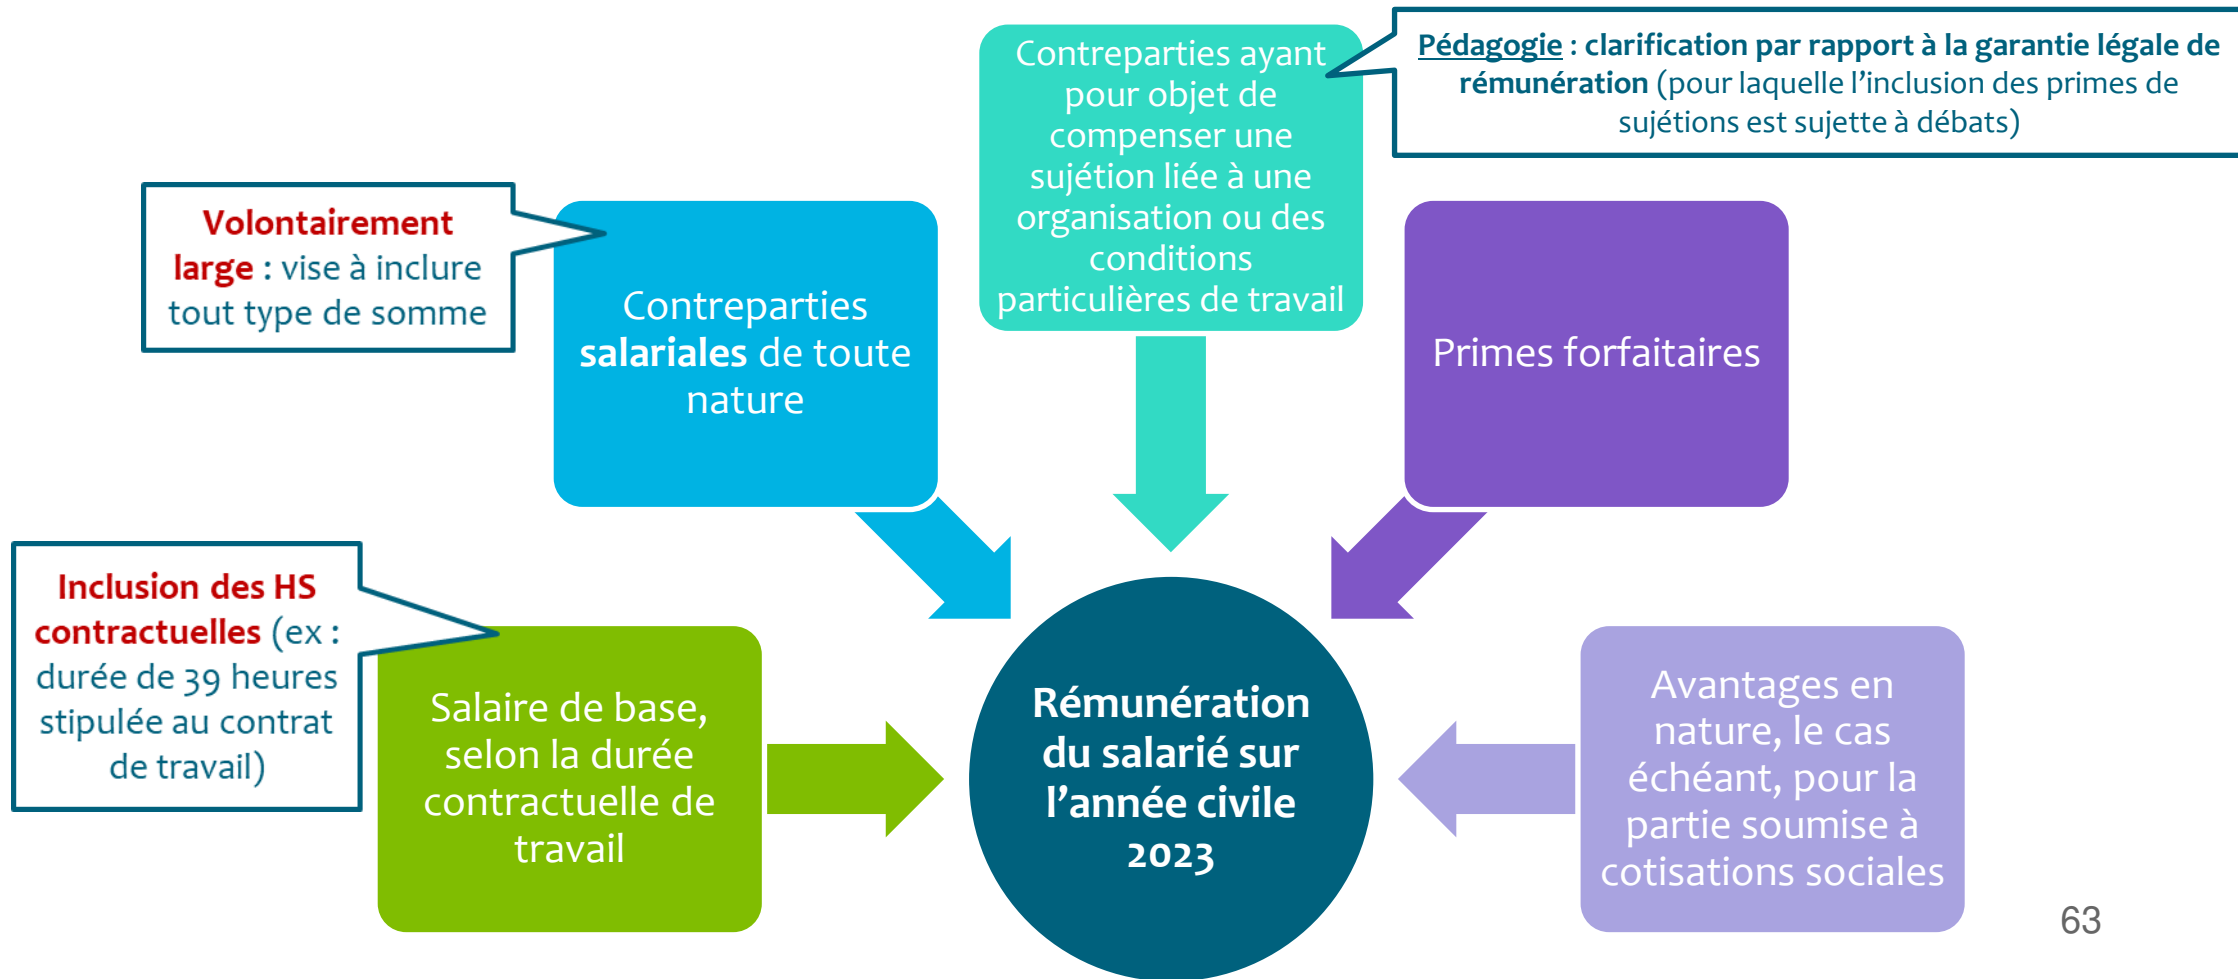 Contreparties ayant
pour objet de
compenser une
sujétion liée à une
organisation ou des
conditions
particulières de travail
Pédagogie : clarification par rapport à la garantie légale de
rémunération (pour laquelle l’inclusion des primes de
sujétions est sujette à débats)
Volontairement
large : vise à inclure
tout type de somme
Contreparties
salariales de toute
nature
Primes forfaitaires
Inclusion des HS
contractuelles (ex :
durée de 39 heures
stipulée au contrat
de travail)
Salaire de base,
selon la durée
contractuelle de
travail
Rémunération
du salarié sur
l’année civile
2023
Avantages en
nature, le cas
échéant, pour la
partie soumise à
cotisations sociales
63